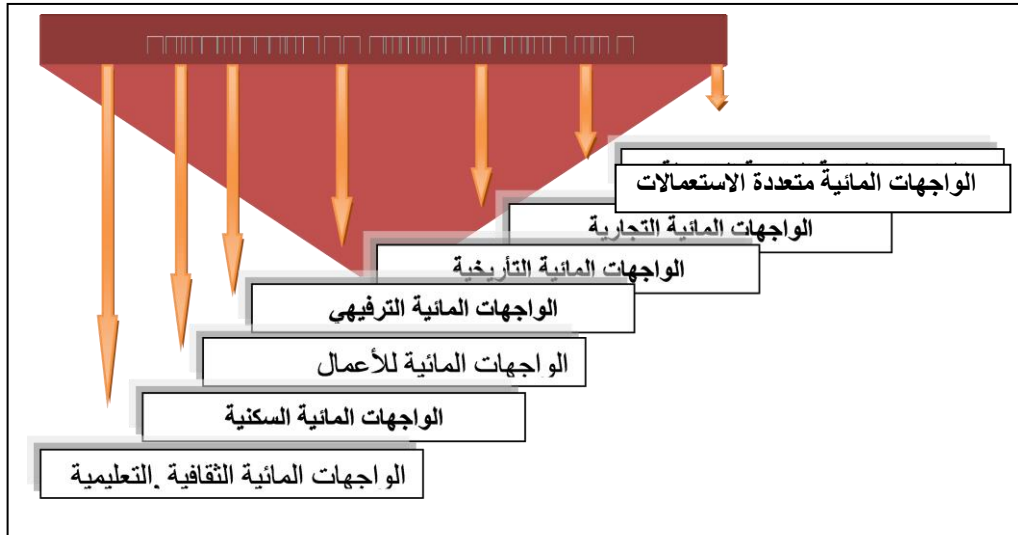 الواجهات المائية متعددة الاستعمالات
الواجهات المائية التجارية
الواجهات المائية التأريخية
الواجهات المائية الترفيهي
الواجهات المائية للأعمال
الواجهات المائية السكنية
الواجهات المائية الثقافية .التعليمية